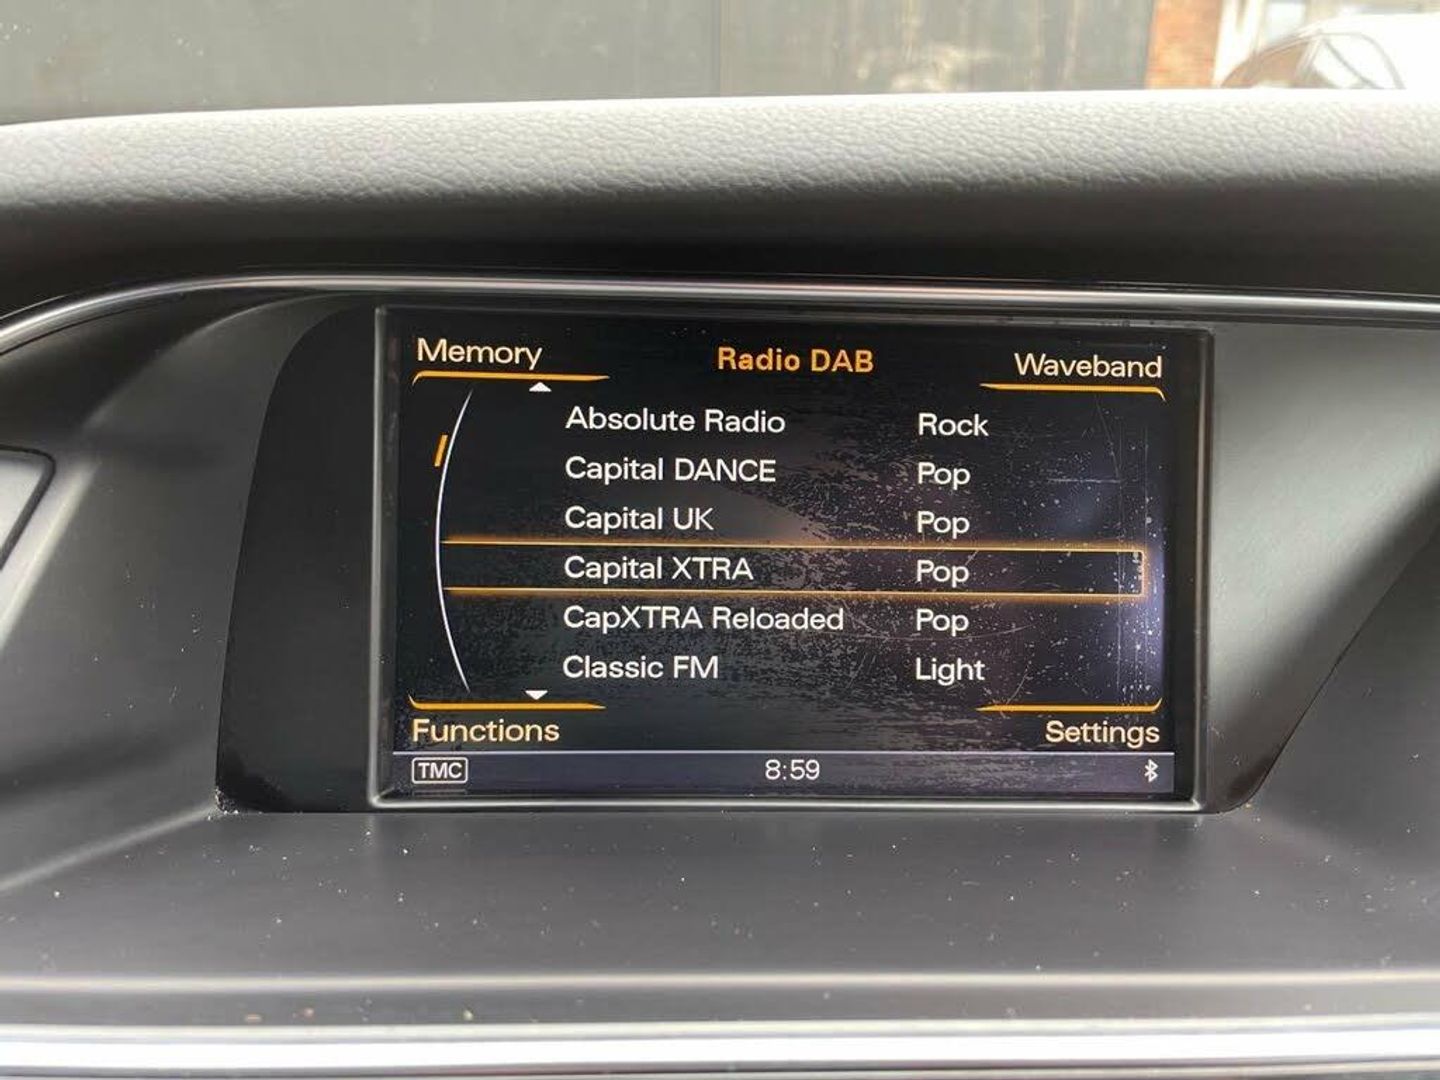 Memory Radio DAB Waveband
Absolute Radio Rock
Capital DANCE Pop
Capital UK Pop
Capital XTRA Pop
CapXTRA Reloaded Pop
Classic FM Light
Functions Settings
TMC 8:59